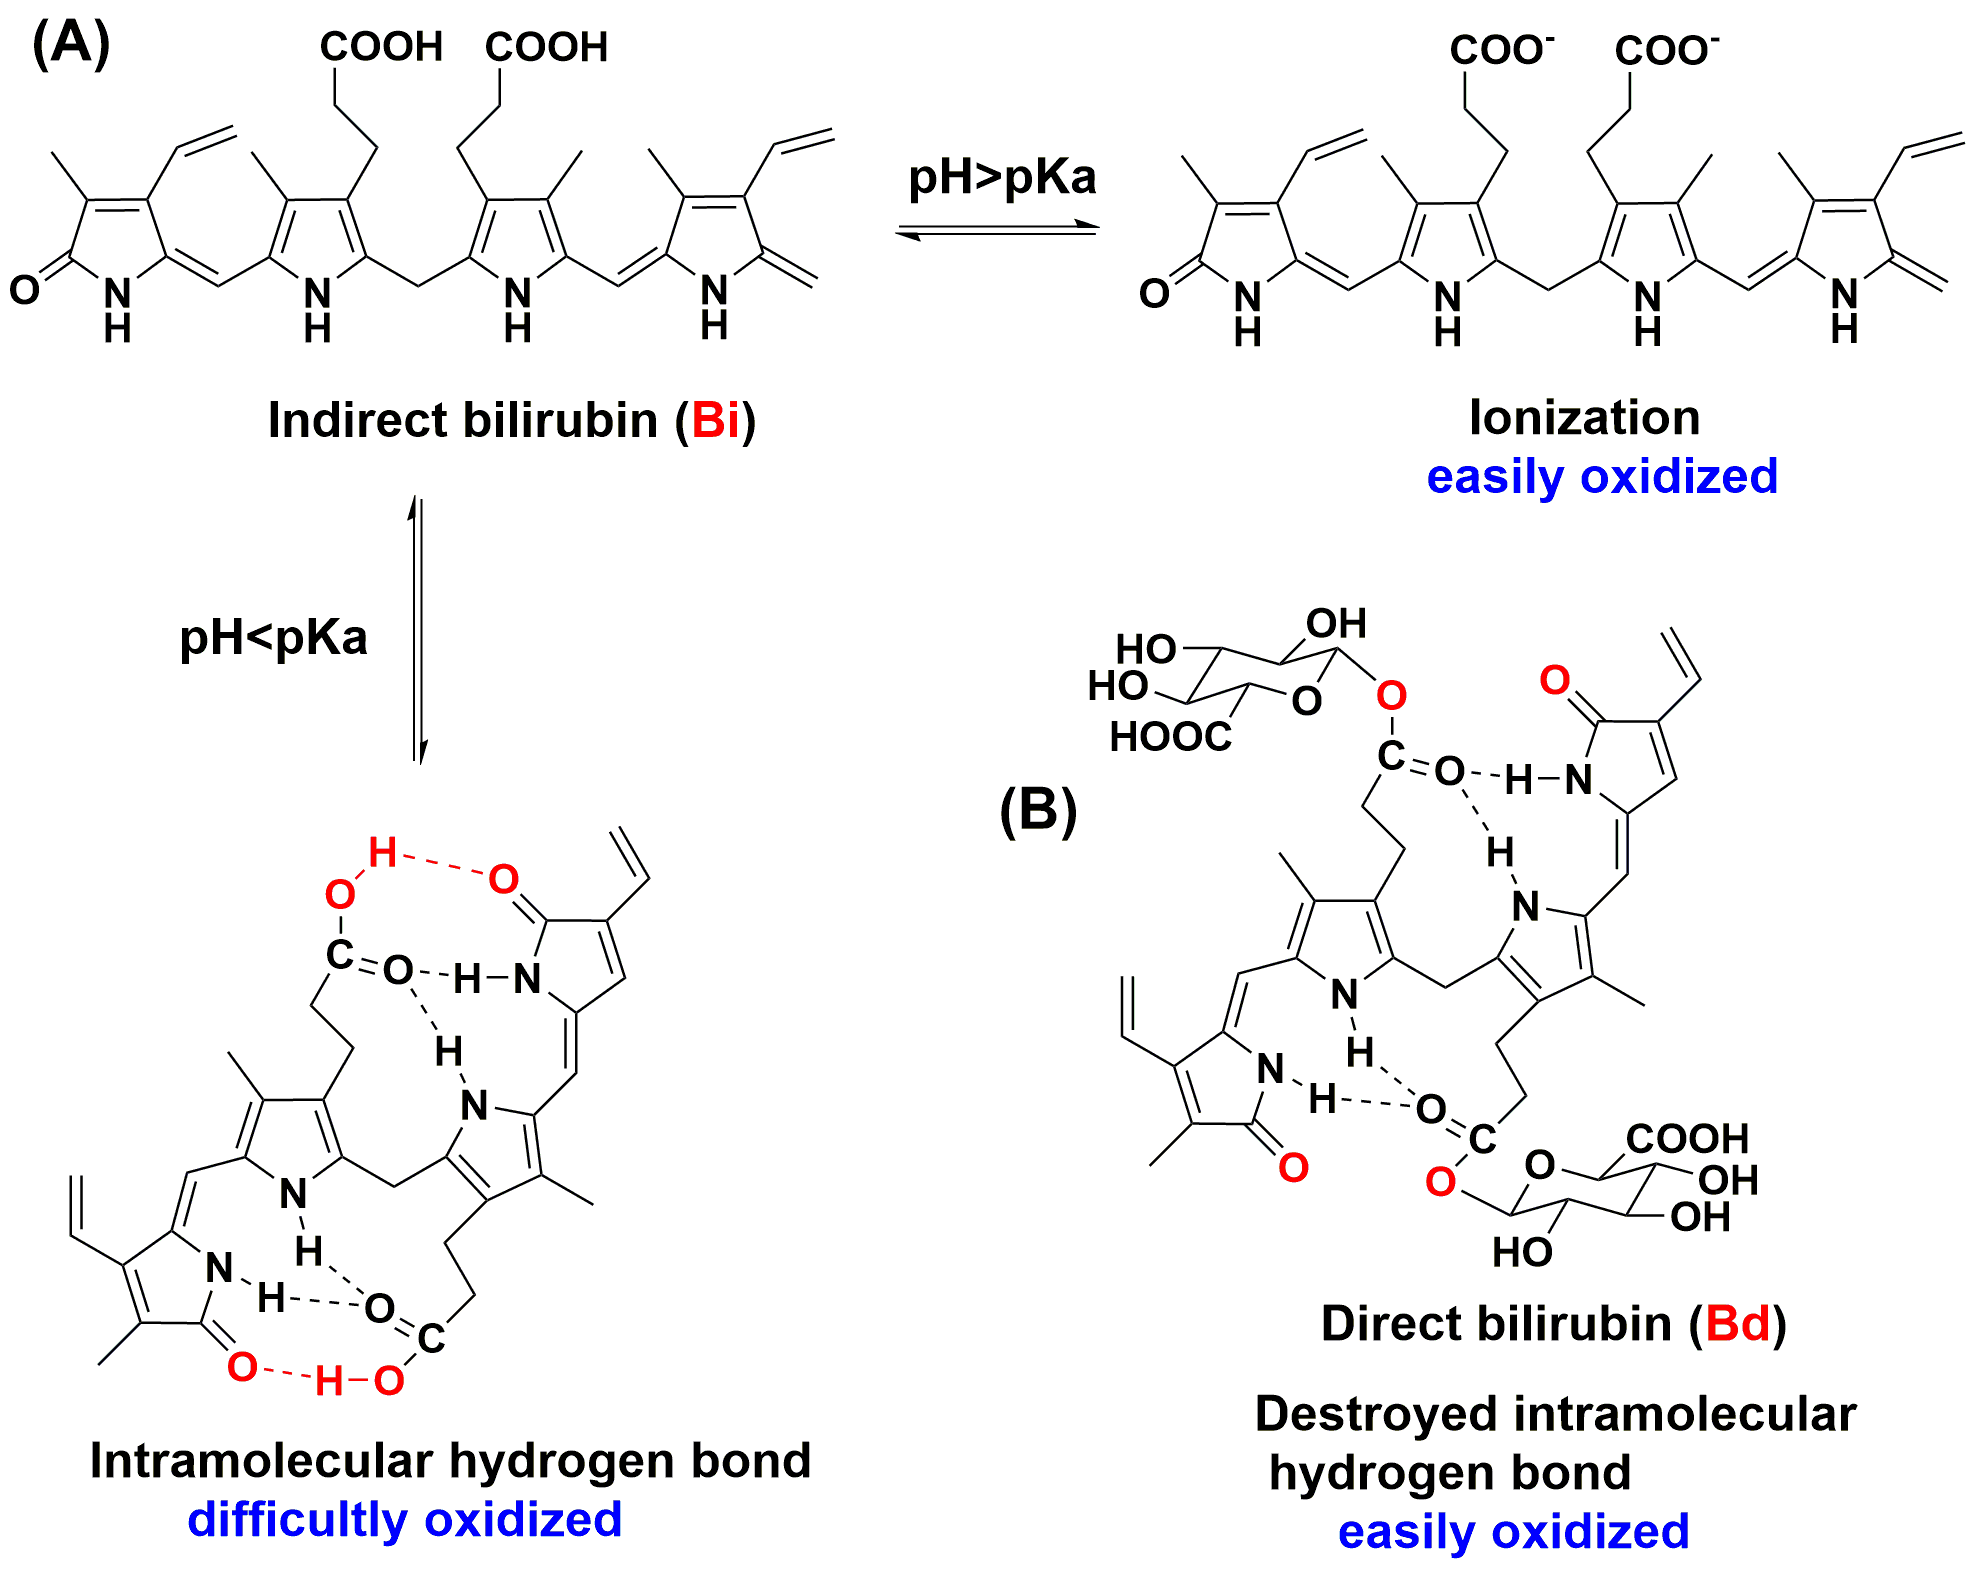 (A)
COOH COOH
O N H N H N H N H
Indirect bilirubin (Bi)
pH>pKa
COO- COO-
O N H N H N H N H
Ionization
easily oxidized
pH<pKa
H O
O
C O H N
H
N
N
H
N H O
C
O H O
Intramolecular hydrogen bond
difficultly oxidized
(B)
OH
HO
HO O O O
HOOC
C O H N
H
N
N
H
N H O
C COOH
O O O OH
OH
HO
Direct bilirubin (Bd)
Destroyed intramolecular
hydrogen bond
easily oxidized